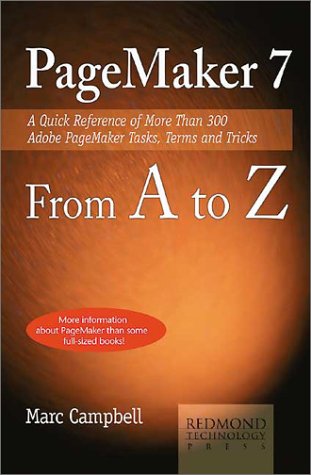 PageMaker 7
A Quick Reference of More Than 300
Adobe PageMaker Tasks, Terms and Tricks
From A to Z
More information
about PageMaker than some
full-sized books!
Marc Campbell
REDMOND
TECHNOLOGY
PRESS